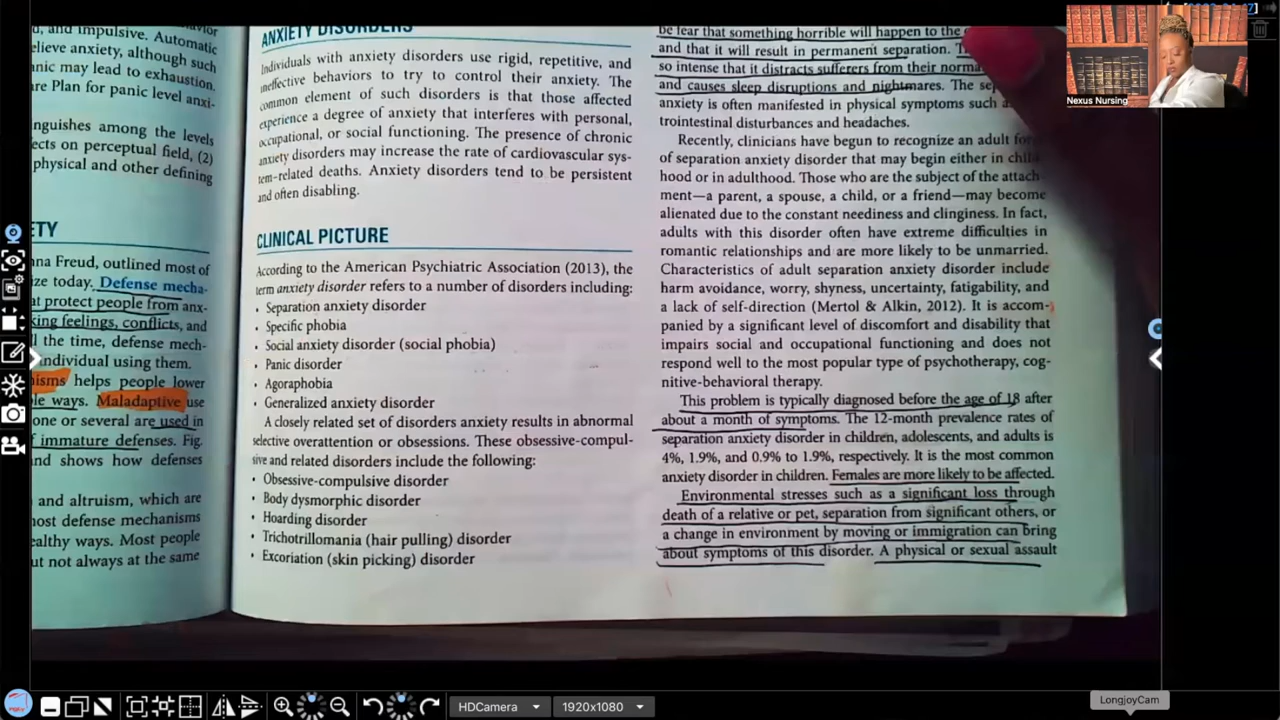 d, and impulsive. Automatic
elieve anxiety, although such
anic may lead to exhaustion.
re Plan for panic level anxi-
nguishes among the levels
ects on perceptual field, (2)
physical and other defining
ETY
na Freud, outlined most of
ize today. Defense mecha-
at protect people from anx-
king feelings, conflicts, and
ll the time, defense mech-
individual using them.
isms helps people lower
le ways. Maladaptive use
one or several are used in
f immature defenses. Fig.
nd shows how defenses
and altruism, which are
nost defense mechanisms
ealthy ways. Most people
ut not always at the same
ANXIETY DISORDERS
Individuals with anxiety disorders use rigid, repetitive, and
ineffective behaviors to try to control their anxiety. The
common element of such disorders is that those affected
experience a degree of anxiety that interferes with personal,
occupational, or social functioning. The presence of chronic
anxiety disorders may increase the rate of cardiovascular sys-
tem-related deaths. Anxiety disorders tend to be persistent
and often disabling.
CLINICAL PICTURE
According to the American Psychiatric Association (2013), the
term anxiety disorder refers to a number of disorders including:
• Separation anxiety disorder
• Specific phobia
• Social anxiety disorder (social phobia)
• Panic disorder
• Agoraphobia
• Generalized anxiety disorder
A closely related set of disorders anxiety results in abnormal
selective overattention or obsessions. These obsessive-compul-
sive and related disorders include the following:
• Obsessive-compulsive disorder
• Body dysmorphic disorder
• Hoarding disorder
• Trichotillomania (hair pulling) disorder
• Excoriation (skin picking) disorder
be fear that something horrible will happen to the
and that it will result in permanent separation.
so intense that it distracts sufferers from their norma
and causes sleep disruptions and nightmares. The se
anxiety is often manifested in physical symptoms such
trointestinal disturbances and headaches.
Recently, clinicians have begun to recognize an adult for
of separation anxiety disorder that may begin either in child
hood or in adulthood. Those who are the subject of the attach-
ment—a parent, a spouse, a child, or a friend—may become
alienated due to the constant neediness and clinginess. In fact,
adults with this disorder often have extreme difficulties in
romantic relationships and are more likely to be unmarried.
Characteristics of adult separation anxiety disorder include
harm avoidance, worry, shyness, uncertainty, fatigability, and
a lack of self-direction (Mertol & Alkin, 2012). It is accom-
panied by a significant level of discomfort and disability that
impairs social and occupational functioning and does not
respond well to the most popular type of psychotherapy, cog-
nitive-behavioral therapy.
This problem is typically diagnosed before the age of 18 after
about a month of symptoms. The 12-month prevalence rates of
separation anxiety disorder in children, adolescents, and adults is
4%, 1.9%, and 0.9% to 1.9%, respectively. It is the most common
anxiety disorder in children. Females are more likely to be affected.
Environmental stresses such as a significant loss through
death of a relative or pet, separation from significant others, or
a change in environment by moving or immigration can bring
about symptoms of this disorder. A physical or sexual assault
Nexus Nursing
HDCamera
1920x1080
LongjoyCam